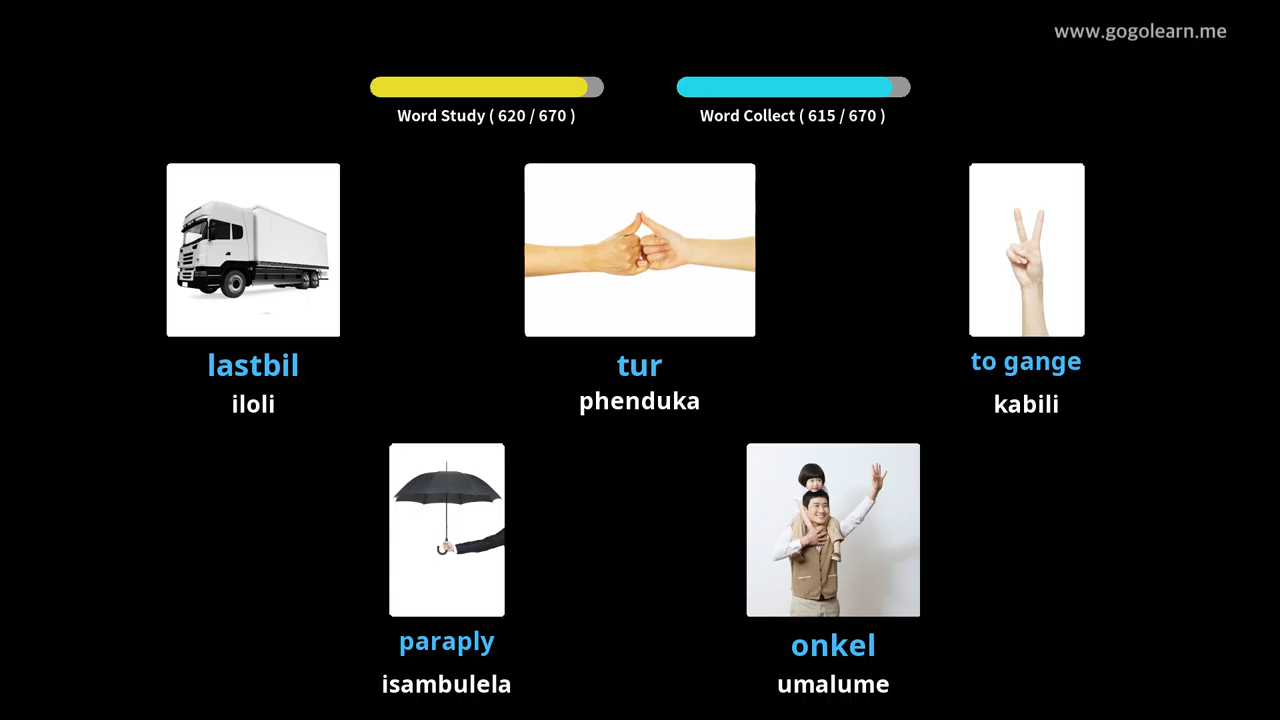 www.gogolearn.me
Word Study ( 620 / 670 )
Word Collect ( 615 / 670 )
lastbil
iloli
tur
phenduka
to gange
kabili
paraply
isambulela
onkel
umalume